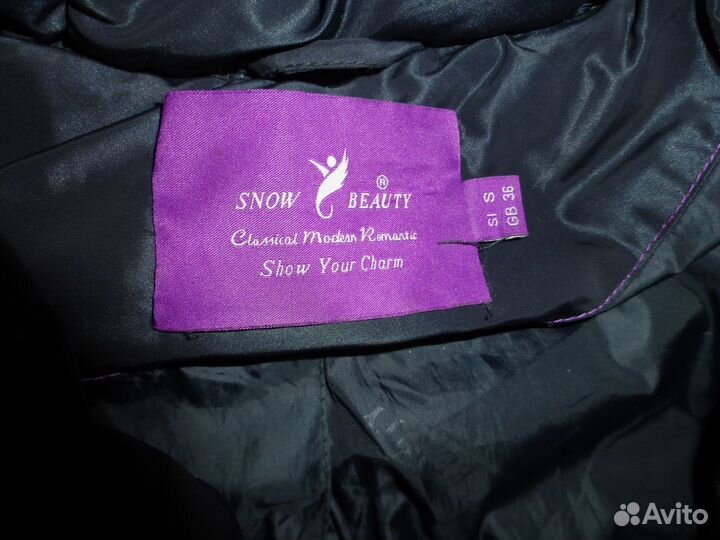 SNOW ® BEAUTY
Classical Modern Romantic
Show Your Charm
SI S
GB 36
Avito